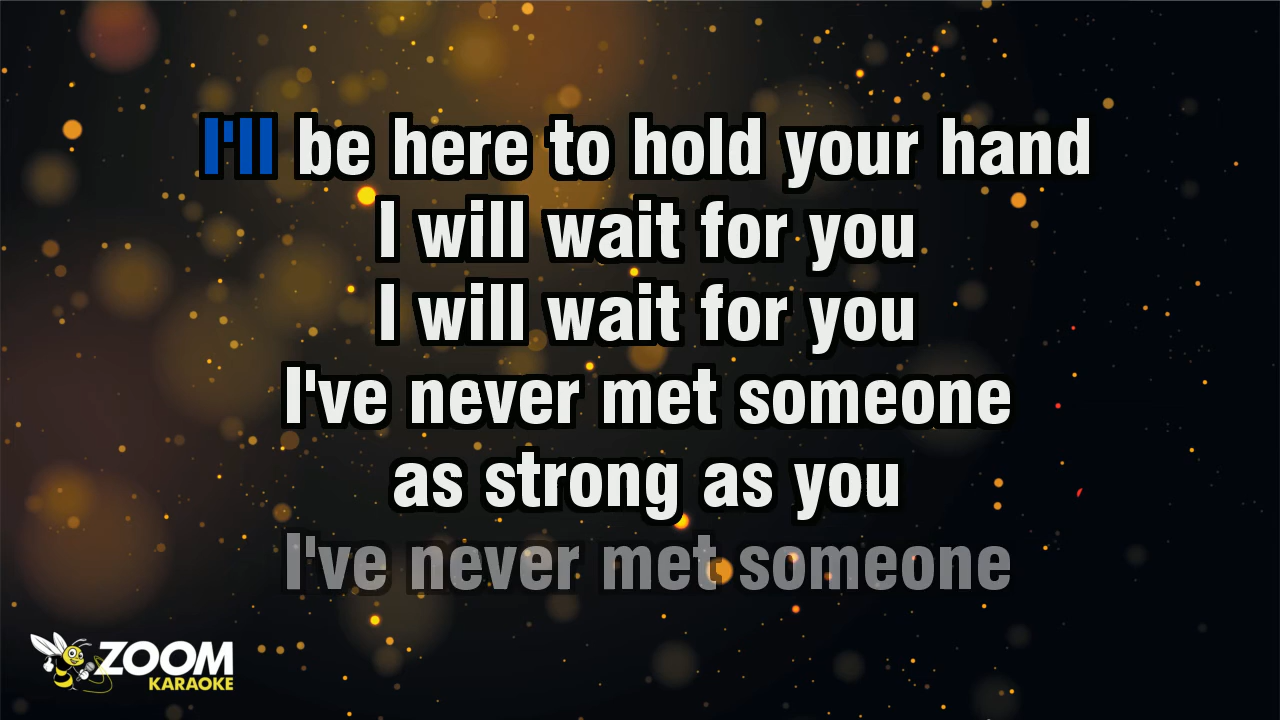 I'll be here to hold your hand
I will wait for you
I will wait for you
I've never met someone
as strong as you
I've never met someone
ZOOM
KARAOKE